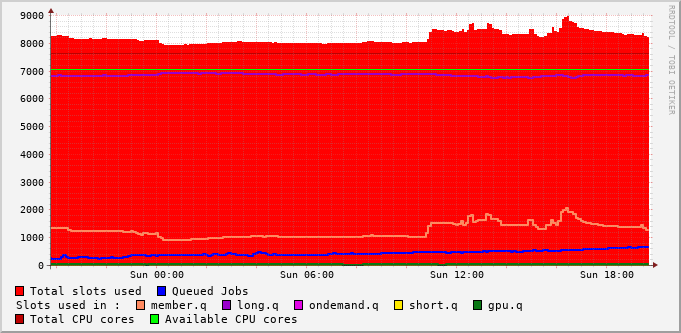 9000
8000
7000
6000
5000
4000
3000
2000
1000
0
Sun 00:00 Sun 06:00 Sun 12:00 Sun 18:00
RRDTOOL / TOBI OETIKER
Total slots used Queued Jobs
Slots used in : member.q long.q ondemand.q short.q gpu.q
Total CPU cores Available CPU cores